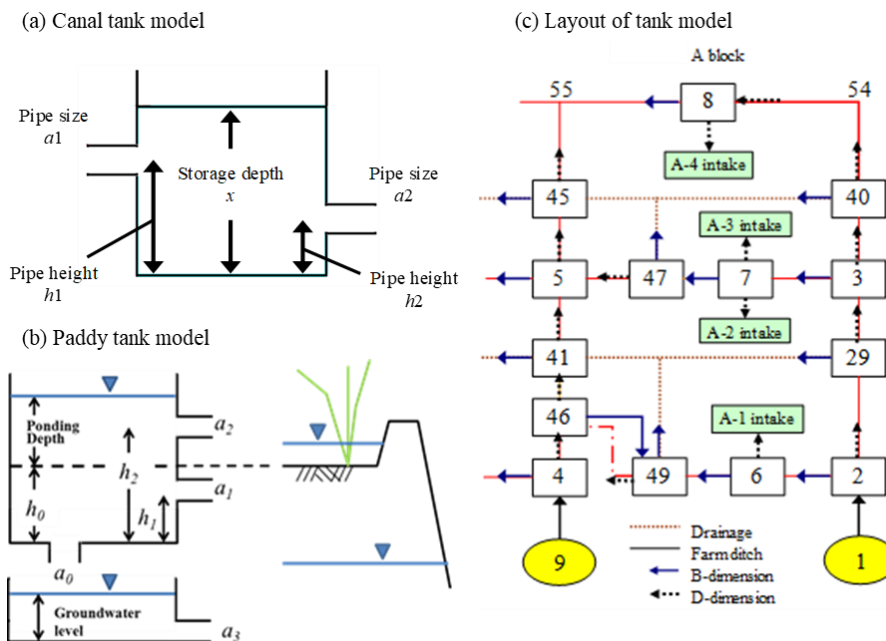 (a) Canal tank model
Pipe size
a1
Storage depth
x
Pipe size
a2
Pipe height
h1
Pipe height
h2
(b) Paddy tank model
Ponding
Depth
a2
h2
h0
a1
h1
a0
Groundwater
level
a3
(c) Layout of tank model
A block
55
8
54
A-4 intake
45
40
A-3 intake
5
47
7
3
A-2 intake
41
29
46
A-1 intake
4
49
6
2
9
1
Drainage
Farm ditch
B-dimension
D-dimension